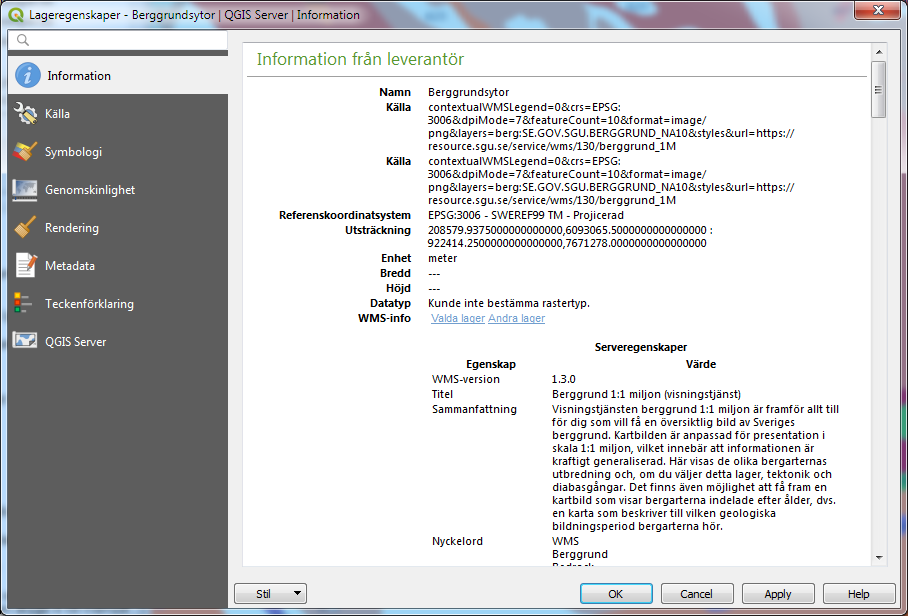 Lageregenskaper - Berggrundsytor | QGIS Server | Information
Information
Källa
Symbologi
Genomskinlighet
Rendering
Metadata
Teckenförklaring
QGIS Server
Information från leverantör
Namn Berggrundsytor
Källa contextualWMSLegend=0&crs=EPSG:
3006&dpiMode=7&featureCount=10&format=image/
png&layers=berg:SE.GOV.SGU.BERGGRUND_NA10&styles&url=https://
resource.sgu.se/service/wms/130/berggrund_1M
Källa contextualWMSLegend=0&crs=EPSG:
3006&dpiMode=7&featureCount=10&format=image/
png&layers=berg:SE.GOV.SGU.BERGGRUND_NA10&styles&url=https://
resource.sgu.se/service/wms/130/berggrund_1M
Referenskoordinatsystem EPSG:3006 - SWEREF99 TM - Projicerad
Utsträckning 208579.9375000000000000,6093065.5000000000000000 :
922414.2500000000000000,7671278.0000000000000000
Enhet meter
Bredd ---
Höjd ---
Datatyp Kunde inte bestämma rastertyp.
WMS-info Valda lager Andra lager
Serveregenskaper
Egenskap Värde
WMS-version 1.3.0
Titel Berggrund 1:1 miljon (visningstjänst)
Sammanfattning Visningstjänsten berggrund 1:1 miljon är framför allt till
för dig som vill få en översiktlig bild av Sveriges
berggrund. Kartbilden är anpassad för presentation i
skala 1:1 miljon, vilket innebär att informationen är
kraftigt generaliserad. Här visas de olika bergarternas
utbredning och, om du väljer detta lager, tektonik och
diabasgångar. Det finns även möjlighet att få fram en
kartbild som visar bergarterna indelade efter ålder, dvs.
en karta som beskriver till vilken geologiska
bildningsperiod bergarterna hör.
Nyckelord WMS
Berggrund
Bedrock
Stil
OK
Cancel
Apply
Help